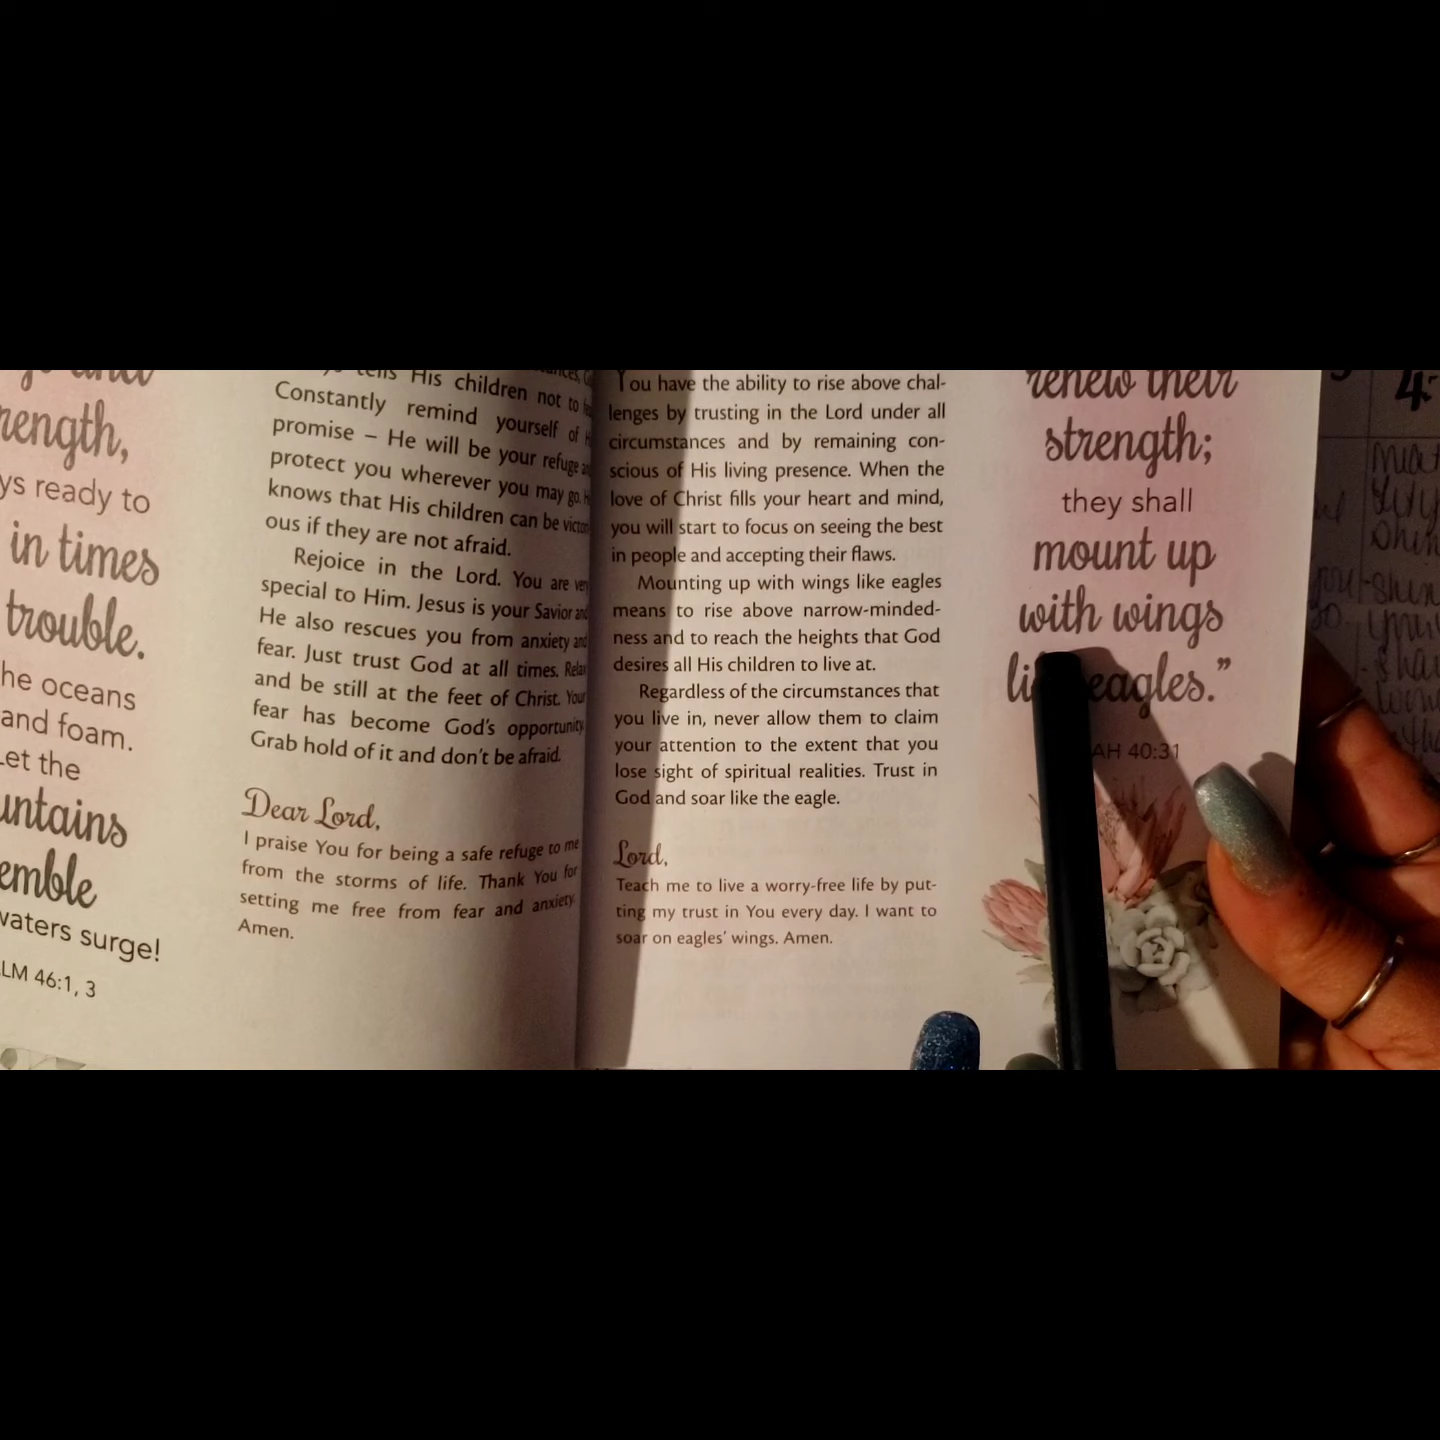 and
rength,
ys ready to
in times
trouble.
he oceans
and foam.
Let the
untains
emble
waters surge!
LM 46:1, 3
tells His children not to
Constantly remind yourself of
promise – He will be your refuge
protect you wherever you may go.
knows that His children can be victor
ous if they are not afraid.
Rejoice in the Lord. You are very
special to Him. Jesus is your Savior and
He also rescues you from anxiety and
fear. Just trust God at all times. Relax
and be still at the feet of Christ. Your
fear has become God's opportunity.
Grab hold of it and don't be afraid.
Dear Lord,
I praise You for being a safe refuge to me
from the storms of life. Thank You for
setting me free from fear and anxiety.
Amen.
You have the ability to rise above chal-
lenges by trusting in the Lord under all
circumstances and by remaining con-
scious of His living presence. When the
love of Christ fills your heart and mind,
you will start to focus on seeing the best
in people and accepting their flaws.
Mounting up with wings like eagles
means to rise above narrow-minded-
ness and to reach the heights that God
desires all His children to live at.
Regardless of the circumstances that
you live in, never allow them to claim
your attention to the extent that you
lose sight of spiritual realities. Trust in
God and soar like the eagle.
Lord,
Teach me to live a worry-free life by put-
ting my trust in You every day. I want to
soar on eagles' wings. Amen.
renew their
strength;
they shall
mount up
with wings
eagles.”
AH 40:31
4